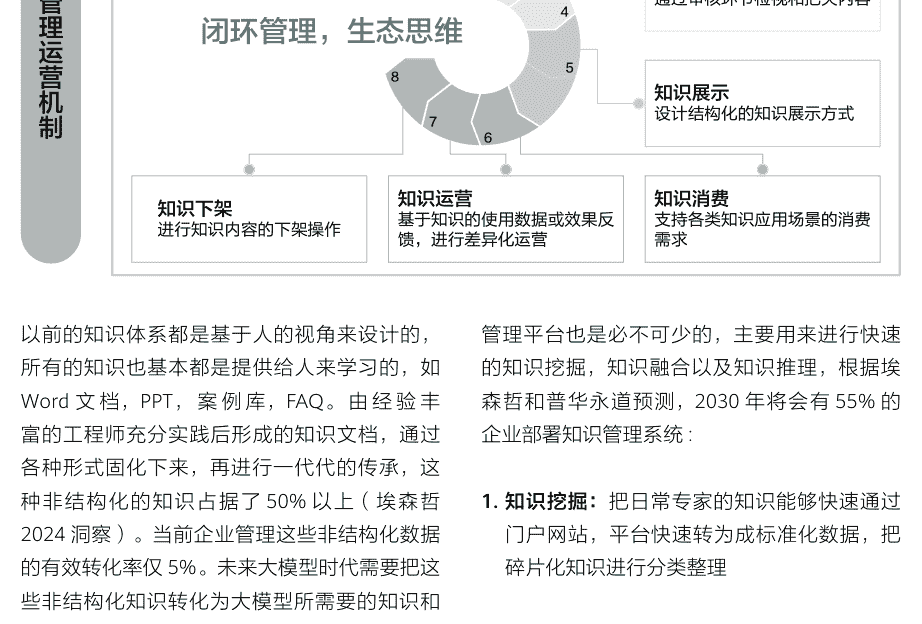 管理运营机制
闭环管理，生态思维
4
5
6
7
8
通过审核环节检视和把关内容
知识展示
设计结构化的知识展示方式
知识下架
进行知识内容的下架操作
知识运营
基于知识的使用数据或效果反
馈，进行差异化运营
知识消费
支持各类知识应用场景的消费
需求
以前的知识体系都是基于人的视角来设计的，
所有的知识也基本都是提供给人来学习的，如
Word 文档，PPT，案例库，FAQ。由经验丰
富的工程师充分实践后形成的知识文档，通过
各种形式固化下来，再进行一代代的传承，这
种非结构化的知识占据了 50% 以上（埃森哲
2024 洞察）。当前企业管理这些非结构化数据
的有效转化率仅 5%。未来大模型时代需要把这
些非结构化知识转化为大模型所需要的知识和
管理平台也是必不可少的，主要用来进行快速
的知识挖掘，知识融合以及知识推理，根据埃
森哲和普华永道预测，2030 年将会有 55% 的
企业部署知识管理系统：
1. 知识挖掘：把日常专家的知识能够快速通过
门户网站，平台快速转为成标准化数据，把
碎片化知识进行分类整理